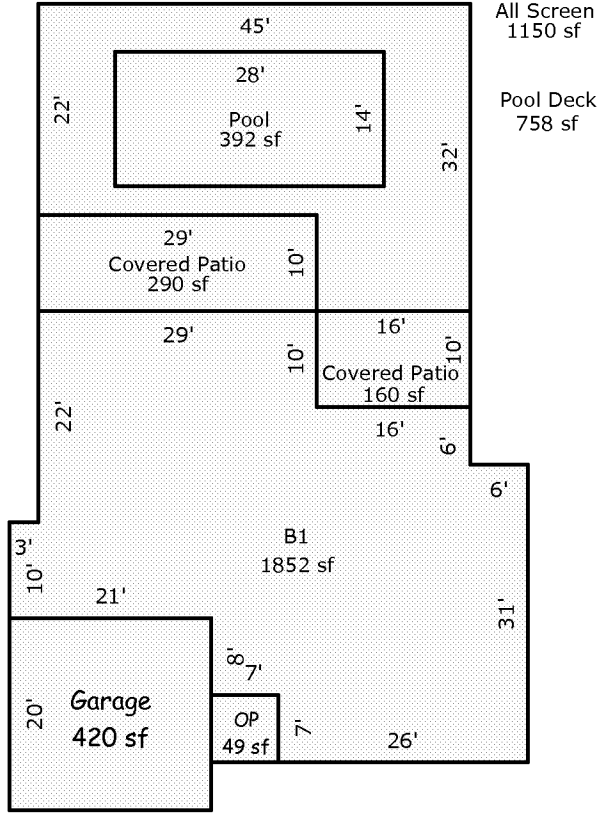 All Screen
1150 sf
45'
28'
22'
Pool
392 sf
14'
Pool Deck
758 sf
32'
29'
Covered Patio
290 sf
10'
29'
10'
16'
10'
Covered Patio
160 sf
22'
16'
6'
6'
B1
1852 sf
3'
10'
21'
31'
8'
7'
Garage
420 sf
20'
OP
49 sf
7'
26'